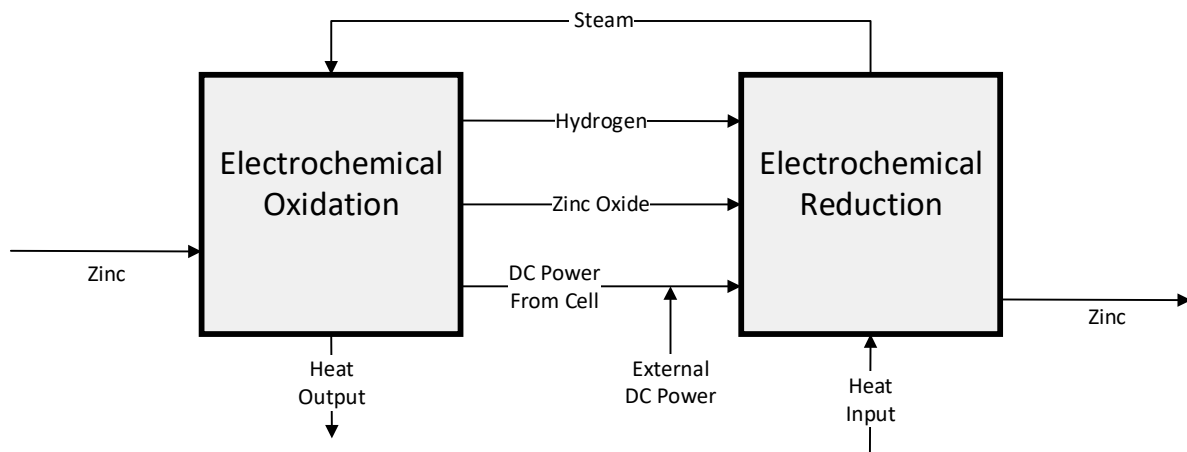 Steam
Electrochemical
Oxidation
Hydrogen
Electrochemical
Reduction
Zinc Oxide
Zinc
DC Power
From Cell
Zinc
Heat
Output
External
DC Power
Heat
Input